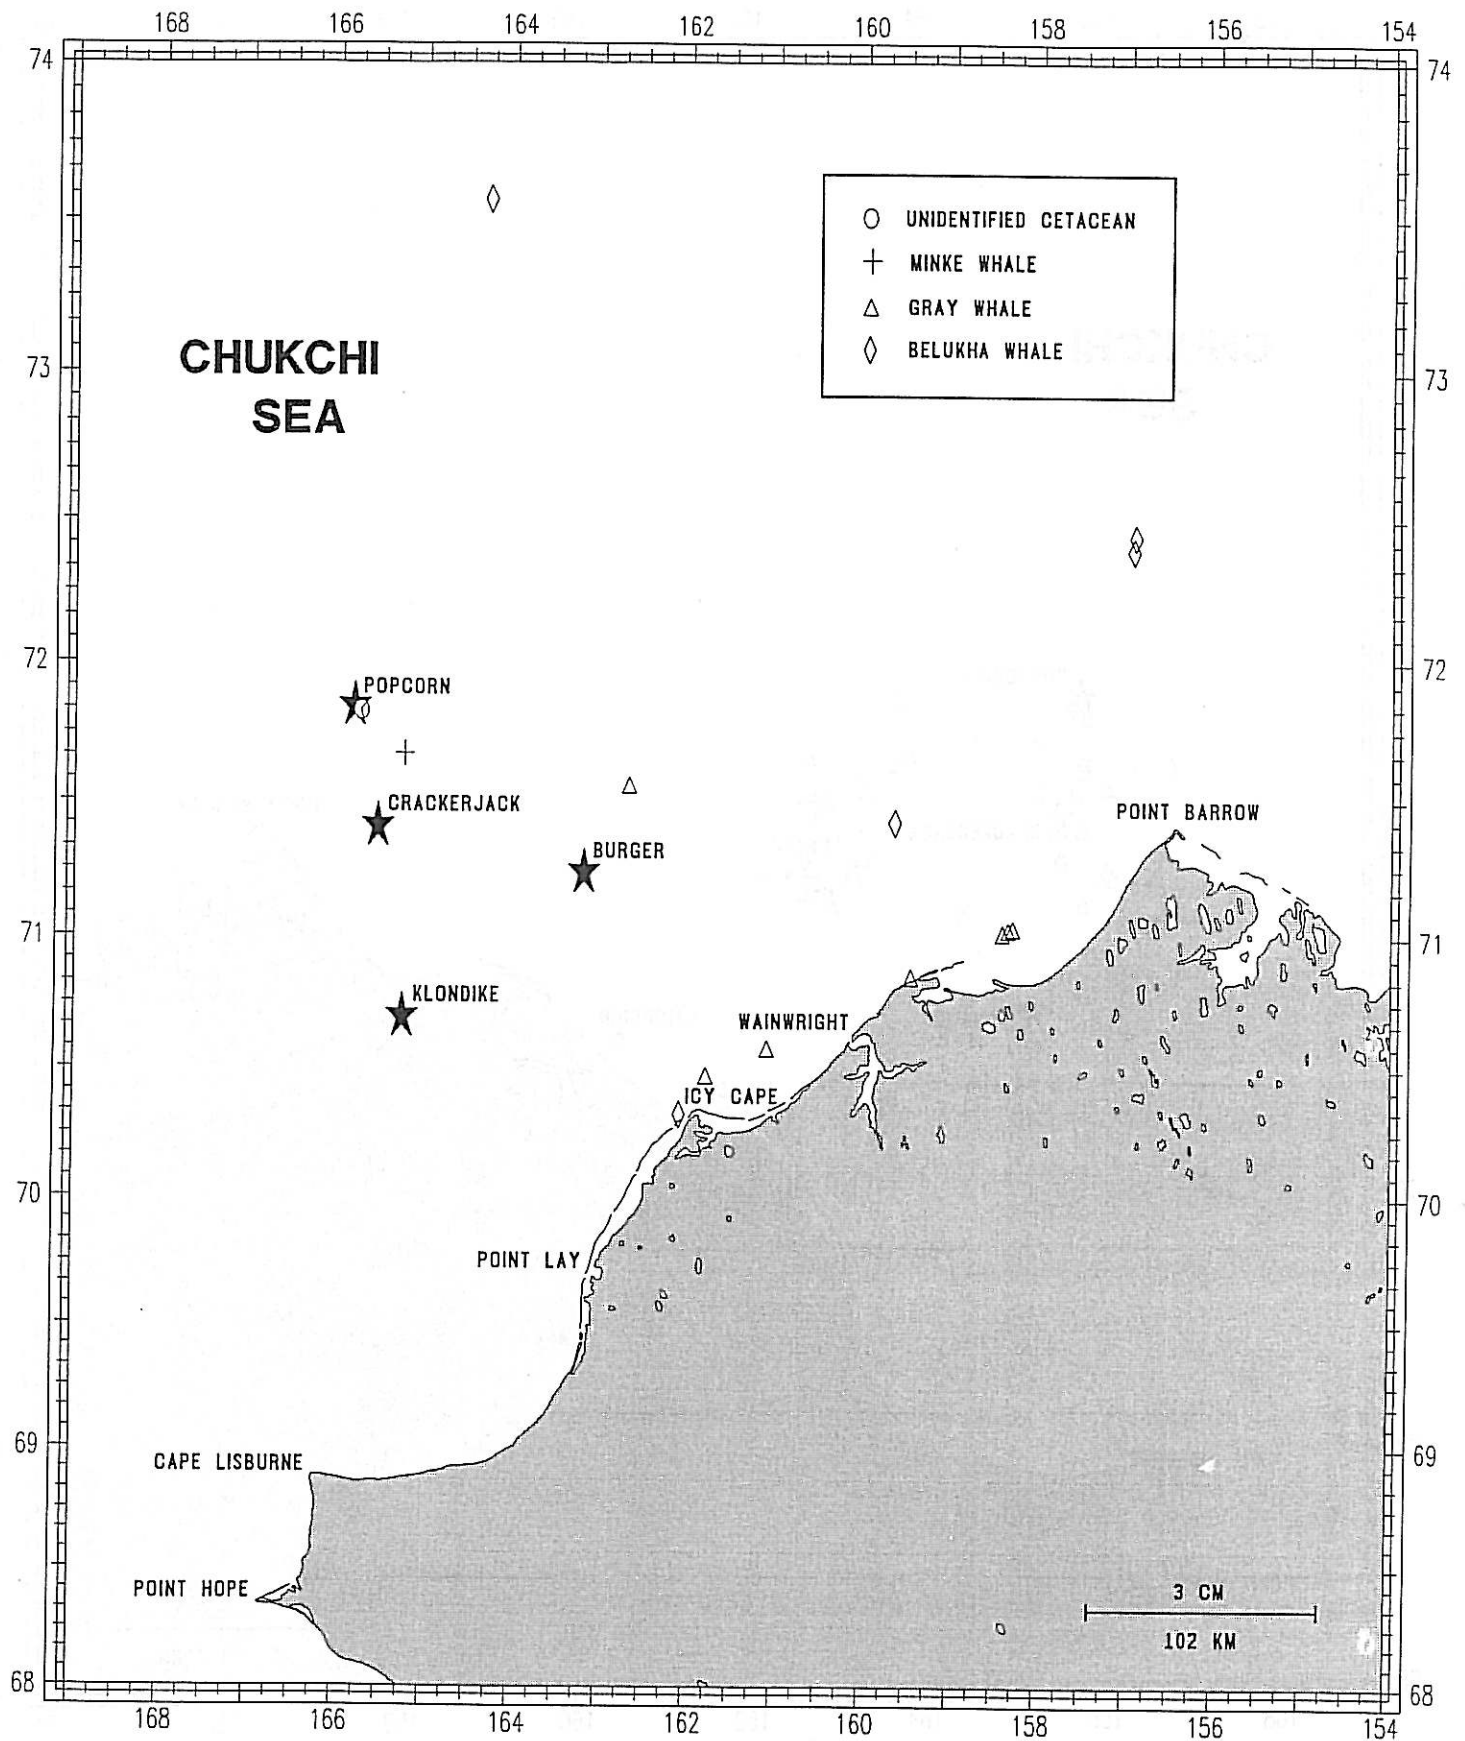 168 166 164 162 160 158 156 154
74 74
UNIDENTIFIED CETACEAN
MINKE WHALE
GRAY WHALE
BELUKHA WHALE
CHUKCHI
SEA
73 73
72 72
POPCORN
CRACKERJACK
POINT BARROW
BURGER
71 71
KLONDIKE
WAINWRIGHT
ICY CAPE
70 70
POINT LAY
69 69
CAPE LISBURNE
POINT HOPE
3 CM
102 KM
68 68
168 166 164 162 160 158 156 154